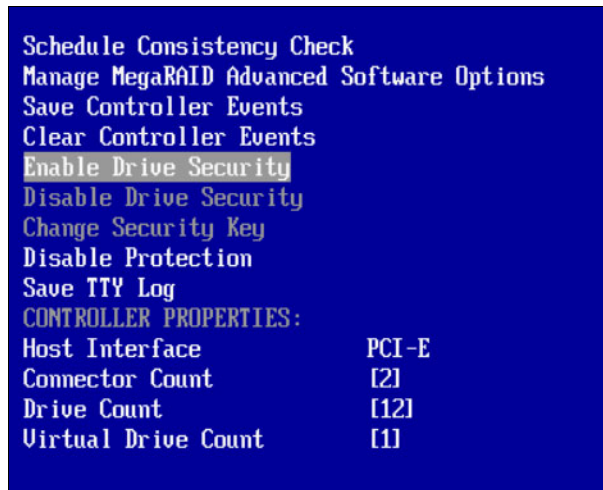 Schedule Consistency Check
Manage MegaRAID Advanced Software Options
Save Controller Events
Clear Controller Events
Enable Drive Security
Disable Drive Security
Change Security Key
Disable Protection
Save TTY Log
CONTROLLER PROPERTIES:
Host Interface PCI-E
Connector Count [2]
Drive Count [12]
Virtual Drive Count [1]